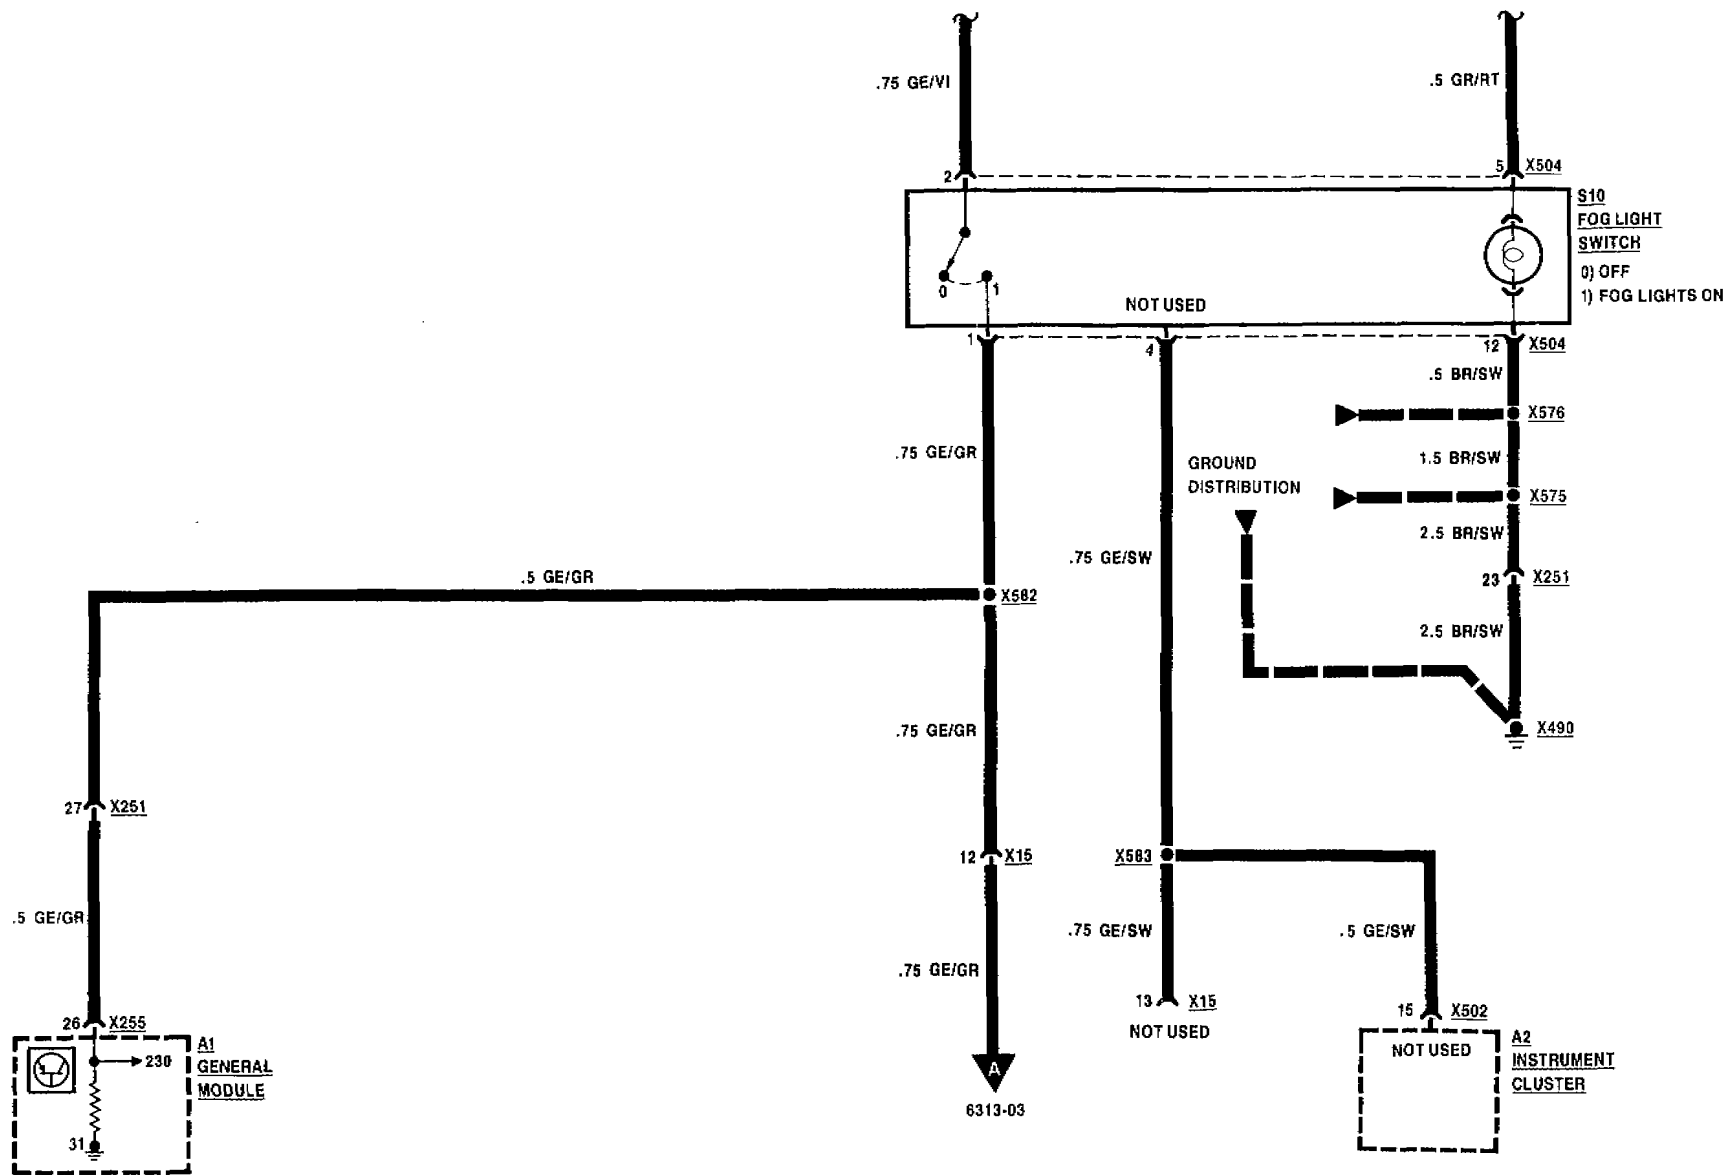 .75 GE/VI
.5 GR/RT
2
5
X504
S10
FOG LIGHT
SWITCH
0) OFF
1) FOG LIGHTS ON
0
1
NOT USED
1
4
12
X504
.5 BR/SW
X576
.75 GE/GR
1.5 BR/SW
GROUND
DISTRIBUTION
X575
2.5 BR/SW
.75 GE/SW
.5 GE/GR
23
X251
X582
2.5 BR/SW
.75 GE/GR
X490
27
X251
12
X15
X583
.5 GE/GR
.75 GE/SW
.5 GE/SW
.75 GE/GR
13
X15
NOT USED
15
X502
26
X255
A1
GENERAL
MODULE
230
31
A
6313-03
NOT USED
A2
INSTRUMENT
CLUSTER